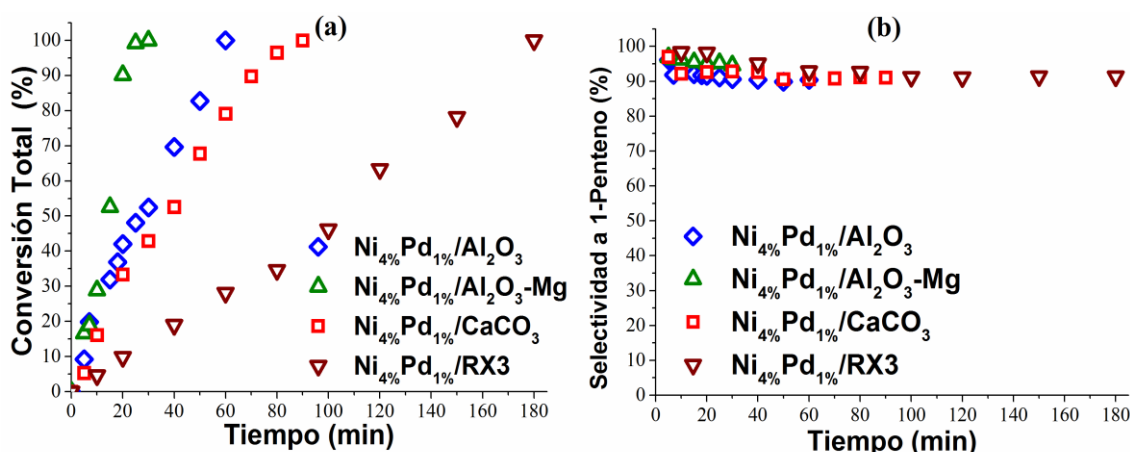 (a)
Conversión Total (%)
100
90
80
70
60
50
40
30
20
10
0
Ni4%Pd1%/Al2O3
Ni4%Pd1%/Al2O3-Mg
Ni4%Pd1%/CaCO3
Ni4%Pd1%/RX3
0 20 40 60 80 100 120 140 160 180
Tiempo (min)
(b)
Selectividad a 1-Penteno (%)
100
90
80
70
60
50
40
30
20
10
0
Ni4%Pd1%/Al2O3
Ni4%Pd1%/Al2O3-Mg
Ni4%Pd1%/CaCO3
Ni4%Pd1%/RX3
0 20 40 60 80 100 120 140 160 180
Tiempo (min)